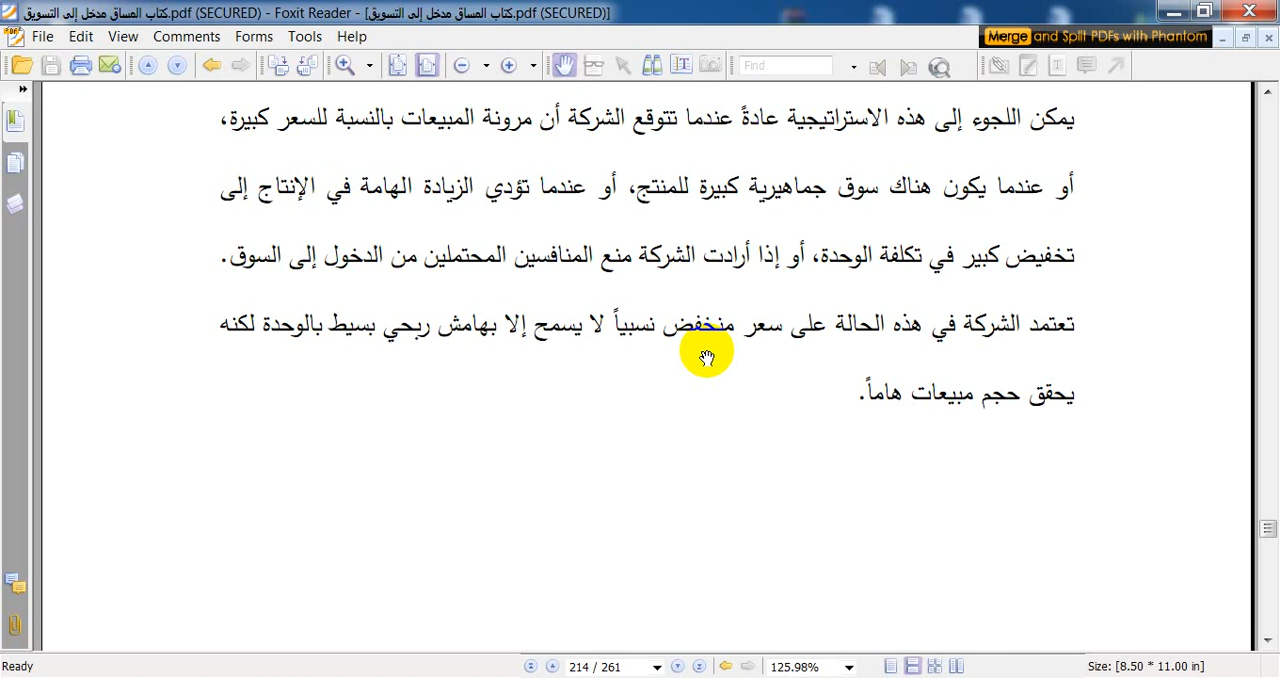 كتاب المساق مدخل إلى التسويق.pdf (SECURED) - Foxit Reader - [كتاب المساق مدخل إلى التسويق.pdf (SECURED)]
File Edit View Comments Forms Tools Help
Merge and Split PDFs with Phantom
Find
يمكن اللجوء إلى هذه الاستراتيجية عادةً عندما تتوقع الشركة أن مرونة المبيعات بالنسبة للسعر كبيرة،
أو عندما يكون هناك سوق جماهيرية كبيرة للمنتج، أو عندما تؤدي الزيادة الهامة في الإنتاج إلى
تخفيض كبير في تكلفة الوحدة، أو إذا أرادت الشركة منع المنافسين المحتملين من الدخول إلى السوق.
تعتمد الشركة في هذه الحالة على سعر منخفض نسبياً لا يسمح إلا بهامش ربحي بسيط بالوحدة لكنه
يحقق حجم مبيعات هاماً.
Ready
214 / 261
125.98%
Size: [8.50 * 11.00 in]